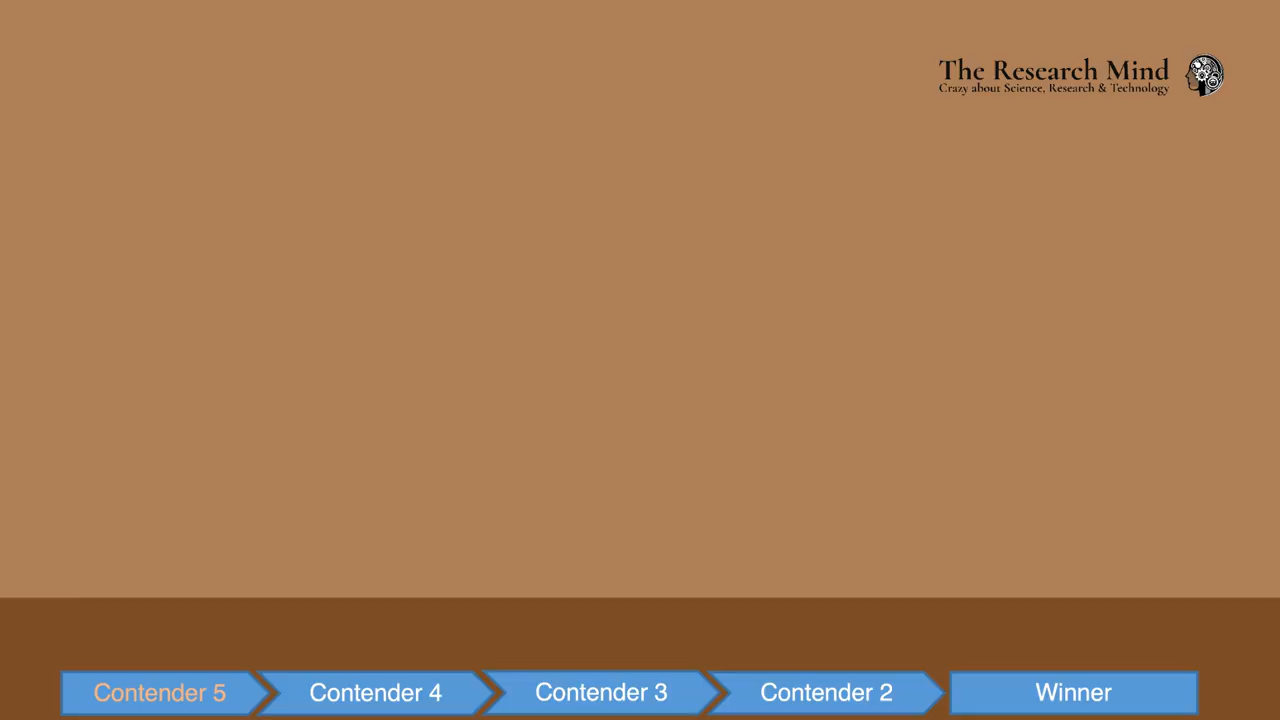 The Research Mind
Crazy about Science, Research & Technology
Contender 5
Contender 4
Contender 3
Contender 2
Winner